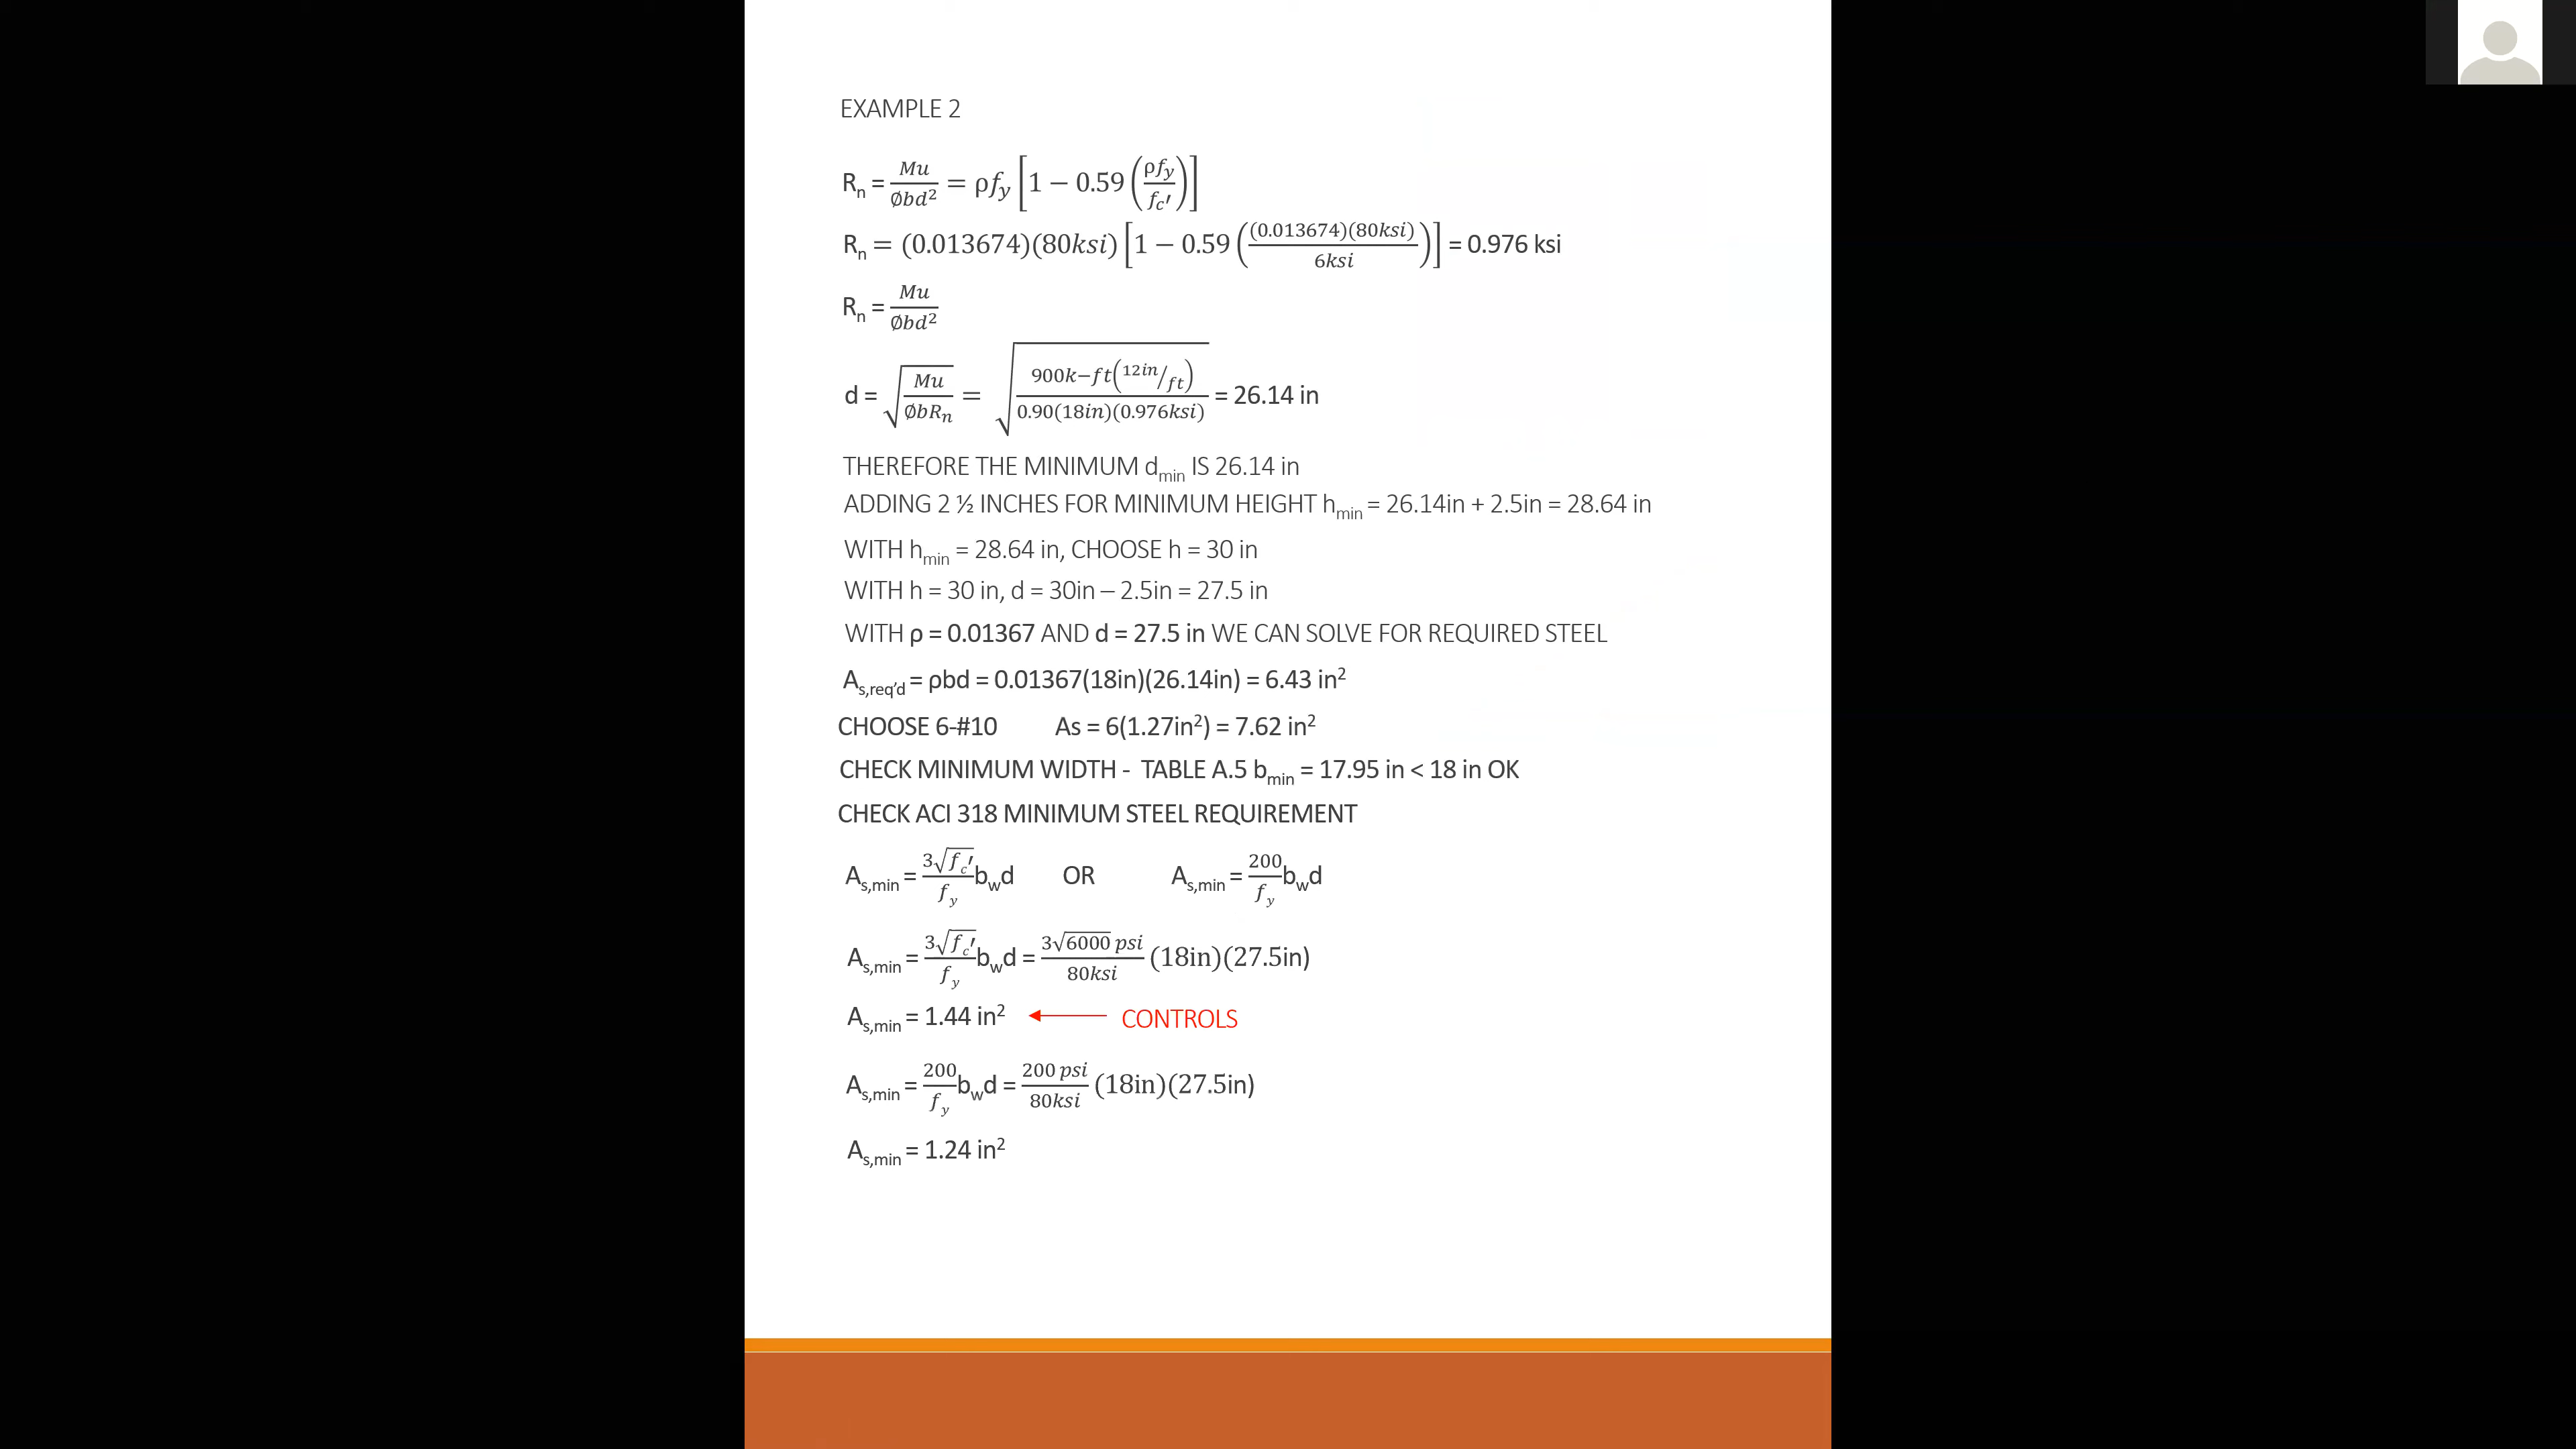 EXAMPLE 2
Rn = Mu/∅bd² = ρfy [1 − 0.59 (ρfy/fc′)]
Rn = (0.013674)(80ksi) [1 − 0.59 ((0.013674)(80ksi)/6ksi)] = 0.976 ksi
Rn = Mu/∅bd²
d = √(Mu/∅bRn) = √(900k−ft(12in/ft)/0.90(18in)(0.976ksi)) = 26.14 in
THEREFORE THE MINIMUM dmin IS 26.14 in
ADDING 2 ½ INCHES FOR MINIMUM HEIGHT hmin = 26.14in + 2.5in = 28.64 in
WITH hmin = 28.64 in, CHOOSE h = 30 in
WITH h = 30 in, d = 30in – 2.5in = 27.5 in
WITH ρ = 0.01367 AND d = 27.5 in WE CAN SOLVE FOR REQUIRED STEEL
As,req'd = ρbd = 0.01367(18in)(26.14in) = 6.43 in²
CHOOSE 6-#10 As = 6(1.27in²) = 7.62 in²
CHECK MINIMUM WIDTH - TABLE A.5 bmin = 17.95 in < 18 in OK
CHECK ACI 318 MINIMUM STEEL REQUIREMENT
As,min = 3√fc′/fy bwd OR As,min = 200/fy bwd
As,min = 3√fc′/fy bwd = 3√6000 psi/80ksi (18in)(27.5in)
As,min = 1.44 in² CONTROLS
As,min = 200/fy bwd = 200 psi/80ksi (18in)(27.5in)
As,min = 1.24 in²